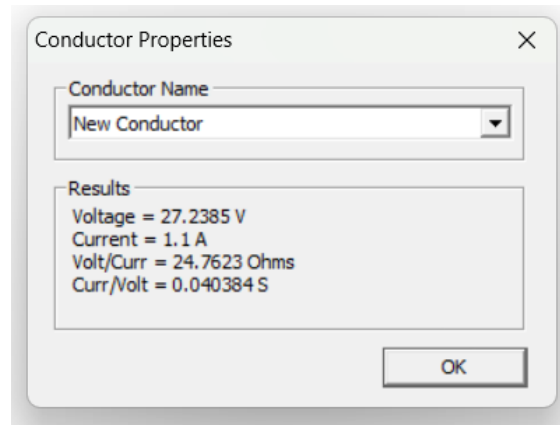 Conductor Properties
Conductor Name
New Conductor
Results
Voltage = 27.2385 V
Current = 1.1 A
Volt/Curr = 24.7623 Ohms
Curr/Volt = 0.040384 S
OK